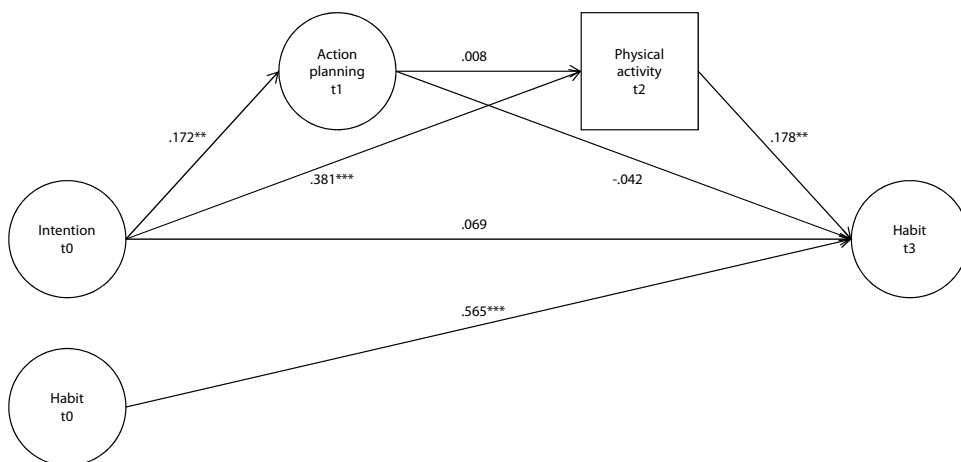 Action
planning
t1
.008
Physical
activity
t2
.172**
.381***
-.042
.178**
Intention
t0
.069
Habit
t3
.565***
Habit
t0